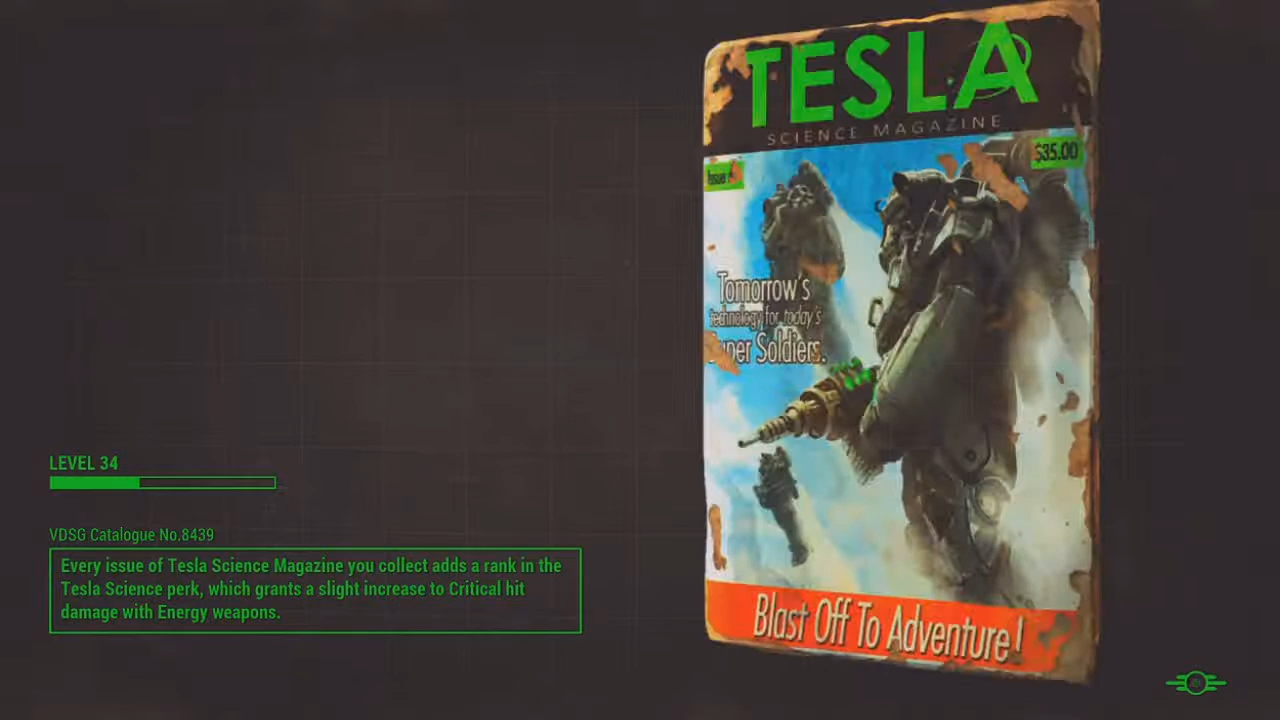 TESLA
SCIENCE MAGAZINE
$35.00
Issue
Tomorrow's
technology for today's
Super Soldiers.
Blast Off To Adventure!
LEVEL 34
VDSG Catalogue No.8439
Every issue of Tesla Science Magazine you collect adds a rank in the
Tesla Science perk, which grants a slight increase to Critical hit
damage with Energy weapons.